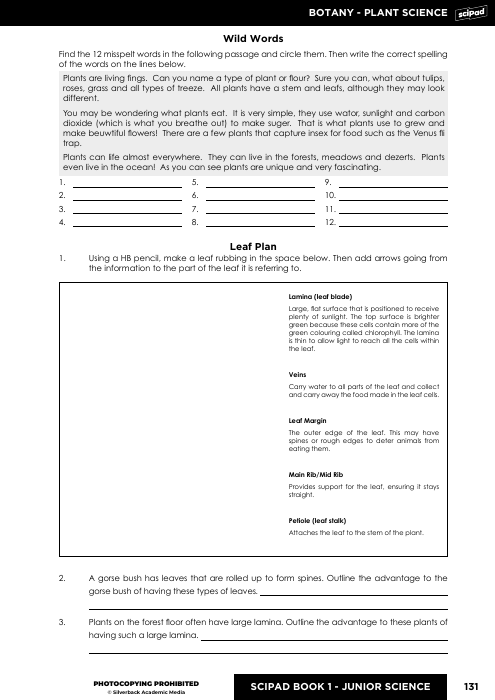 BOTANY - PLANT SCIENCE
scipad
Wild Words
Find the 12 misspelt words in the following passage and circle them. Then write the correct spelling
of the words on the lines below.
Plants are living fings. Can you name a type of plant or flour? Sure you can, what about tulips,
roses, grass and all types of treeze. All plants have a stem and leafs, although they may look
different.
You may be wondering what plants eat. It is very simple, they use water, sunlight and carbon
dioxide (which is what you breathe out) to make suger. That is what plants use to grew and
make beuwtiful flowers! There are a few plants that capture insex for food such as the Venus fli
trap.
Plants can life almost everywhere. They can live in the forests, meadows and dezerts. Plants
even live in the ocean! As you can see plants are unique and very fascinating.
1. 5. 9.
2. 6. 10.
3. 7. 11.
4. 8. 12.
Leaf Plan
1. Using a HB pencil, make a leaf rubbing in the space below. Then add arrows going from
the information to the part of the leaf it is referring to.
Lamina (leaf blade)
Large, flat surface that is positioned to receive
plenty of sunlight. The top surface is brighter
green because these cells contain more of the
green colouring called chlorophyll. The lamina
is thin to allow light to reach all the cells within
the leaf.
Veins
Carry water to all parts of the leaf and collect
and carry away the food made in the leaf cells.
Leaf Margin
The outer edge of the leaf. This may have
spines or rough edges to deter animals from
eating them.
Main Rib/Mid Rib
Provides support for the leaf, ensuring it stays
straight.
Petiole (leaf stalk)
Attaches the leaf to the stem of the plant.
2. A gorse bush has leaves that are rolled up to form spines. Outline the advantage to the
gorse bush of having these types of leaves.
3. Plants on the forest floor often have large lamina. Outline the advantage to these plants of
having such a large lamina.
PHOTOCOPYING PROHIBITED
© Silverback Academic Media
SCIPAD BOOK 1 - JUNIOR SCIENCE
131